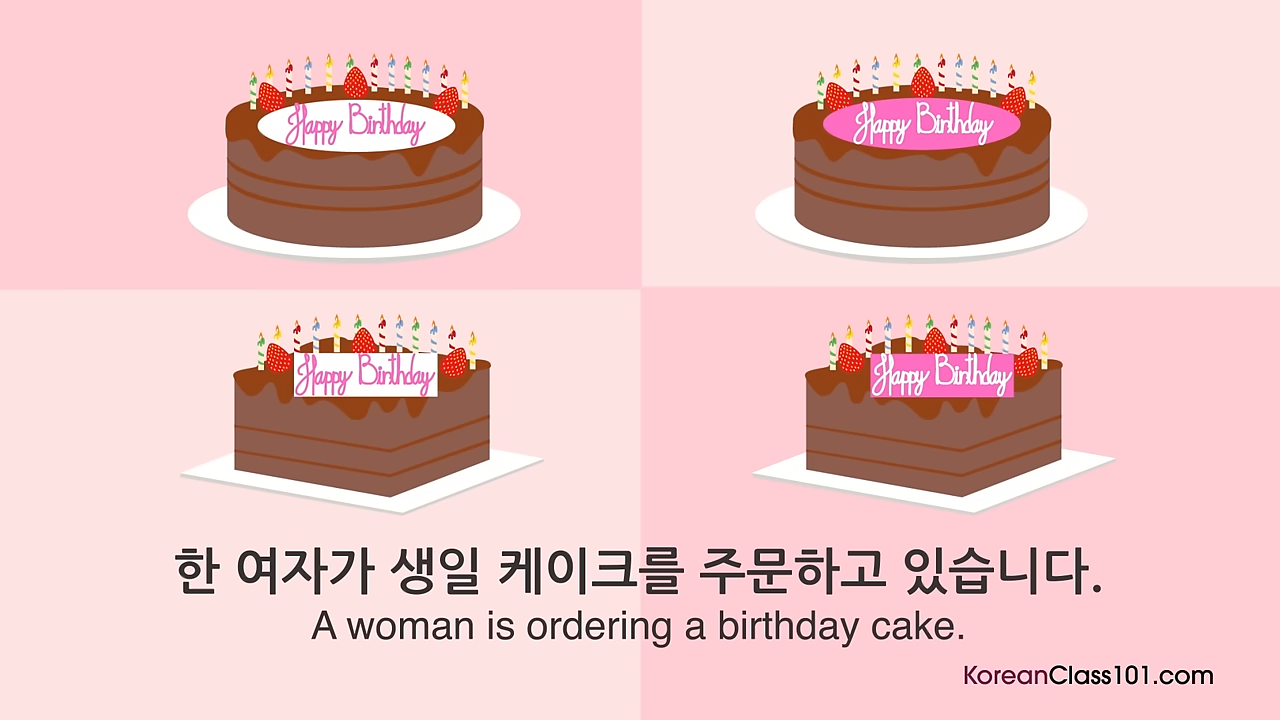 Happy Birthday
Happy Birthday
Happy Birthday
Happy Birthday
한 여자가 생일 케이크를 주문하고 있습니다.
A woman is ordering a birthday cake.
KoreanClass101.com